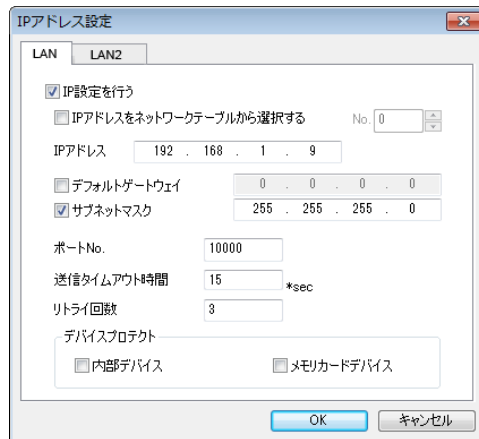 IPアドレス設定
LAN LAN2
IP設定を行う
IPアドレスをネットワークテーブルから選択する No. 0
IPアドレス 192 . 168 . 1 . 9
デフォルトゲートウェイ 0 . 0 . 0 . 0
サブネットマスク 255 . 255 . 255 . 0
ポートNo. 10000
送信タイムアウト時間 15 *sec
リトライ回数 3
デバイスプロテクト
内部デバイス メモリカードデバイス
OK キャンセル